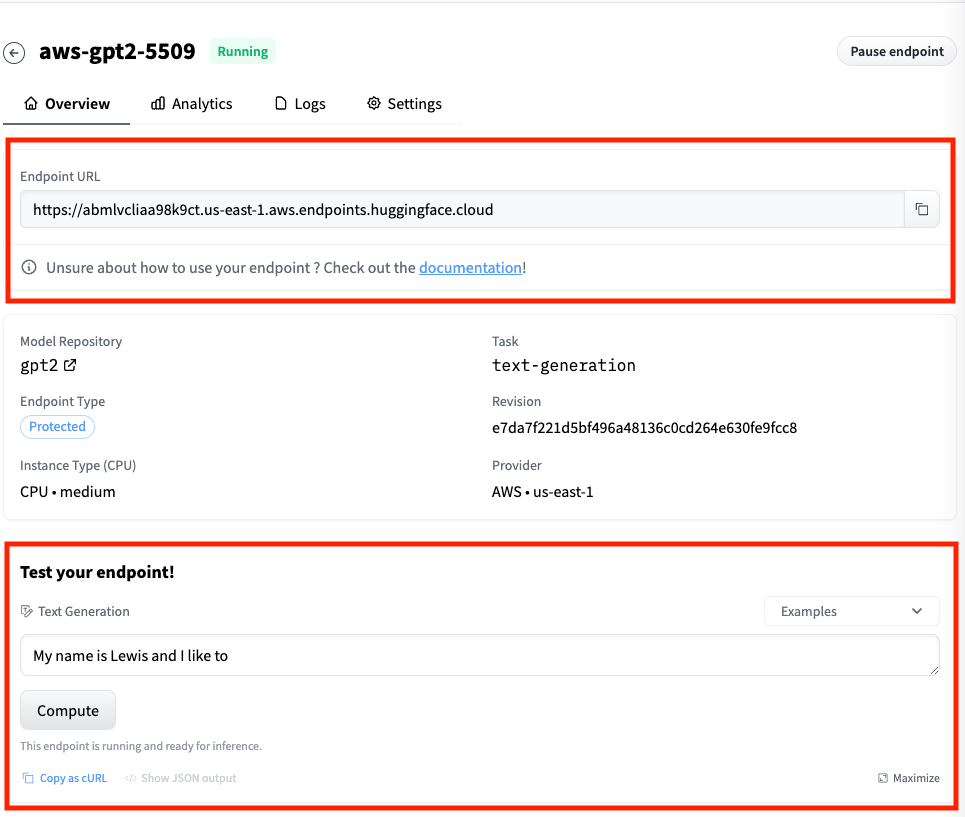 aws-gpt2-5509 Running Pause endpoint
Overview Analytics Logs Settings
Endpoint URL
https://abmlvcliaa98k9ct.us-east-1.aws.endpoints.huggingface.cloud
Unsure about how to use your endpoint ? Check out the documentation!
Model Repository Task
gpt2 text-generation
Endpoint Type Revision
Protected e7da7f221d5bf496a48136c0cd264e630fe9fcc8
Instance Type (CPU) Provider
CPU • medium AWS • us-east-1
Test your endpoint!
Text Generation Examples
My name is Lewis and I like to
Compute
This endpoint is running and ready for inference.
Copy as cURL </> Show JSON output Maximize